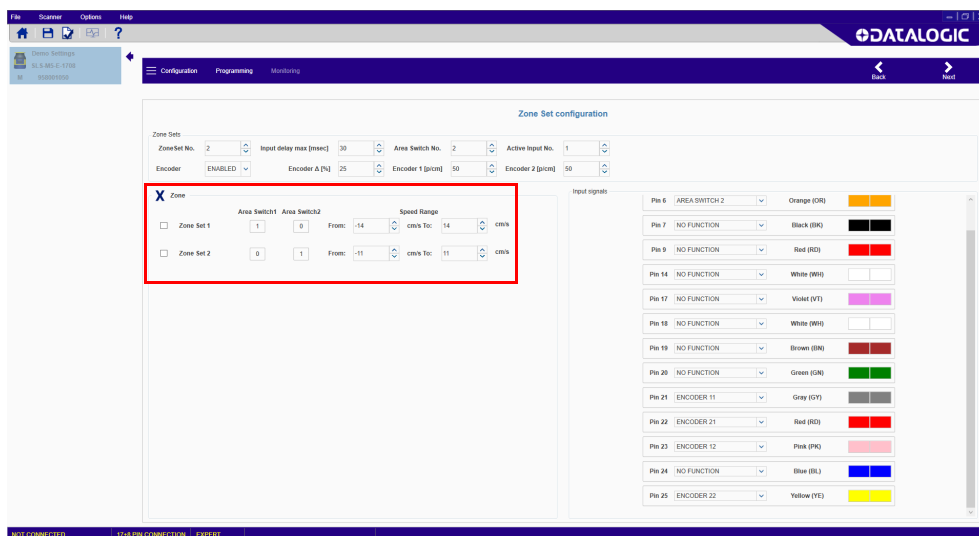 File Scanner Options Help
?
DATALOGIC
Demo Settings
SLS-M5-E-1708
M 958001050
Configuration Programming Monitoring
Back Next
Zone Set configuration
Zone Sets
ZoneSet No. 2 Input delay max [msec] 30 Area Switch No. 2 Active Input No. 1
Encoder ENABLED Encoder Δ [%] 25 Encoder 1 [p/cm] 50 Encoder 2 [p/cm] 50
X Zone
Area Switch1 Area Switch2 Speed Range
Zone Set 1 1 0 From: -14 cm/s To: 14 cm/s
Zone Set 2 0 1 From: -11 cm/s To: 11 cm/s
Input signals
Pin 6 AREA SWITCH 2 Orange (OR)
Pin 7 NO FUNCTION Black (BK)
Pin 9 NO FUNCTION Red (RD)
Pin 14 NO FUNCTION White (WH)
Pin 17 NO FUNCTION Violet (VT)
Pin 18 NO FUNCTION White (WH)
Pin 19 NO FUNCTION Brown (BN)
Pin 20 NO FUNCTION Green (GN)
Pin 21 ENCODER 11 Gray (GY)
Pin 22 ENCODER 21 Red (RD)
Pin 23 ENCODER 12 Pink (PK)
Pin 24 NO FUNCTION Blue (BL)
Pin 25 ENCODER 22 Yellow (YE)
NOT CONNECTED 17+8 PIN CONNECTION EXPERT